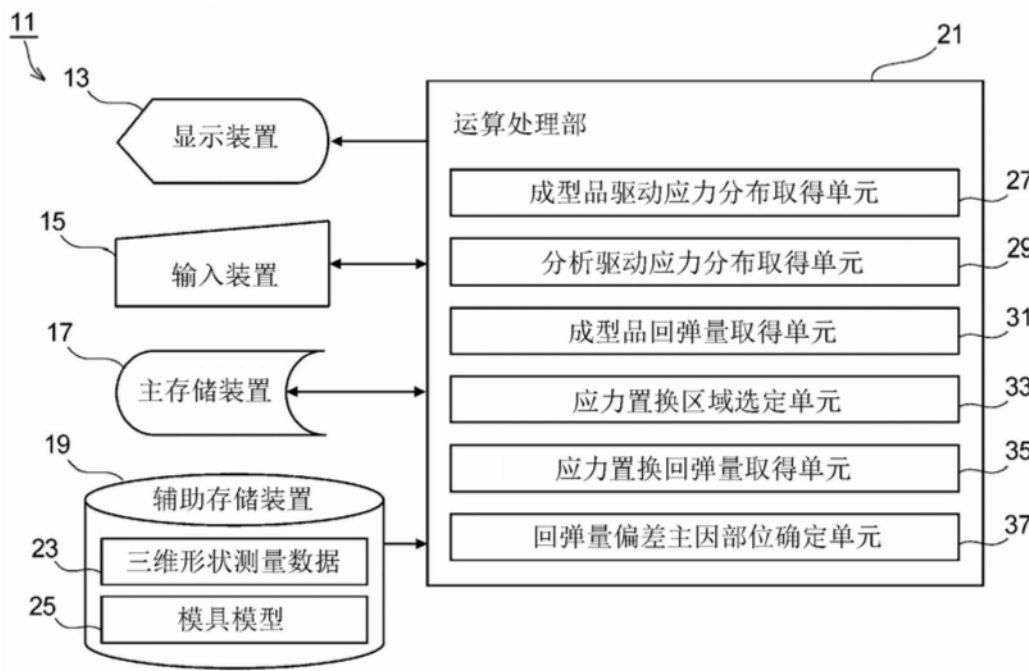 11
13
显示装置
15
输入装置
17
主存储装置
19
辅助存储装置
23
三维形状测量数据
25
模具模型
21
运算处理部
成型品驱动应力分布取得单元
27
分析驱动应力分布取得单元
29
成型品回弹量取得单元
31
应力置换区域选定单元
33
应力置换回弹量取得单元
35
回弹量偏差主因部位确定单元
37